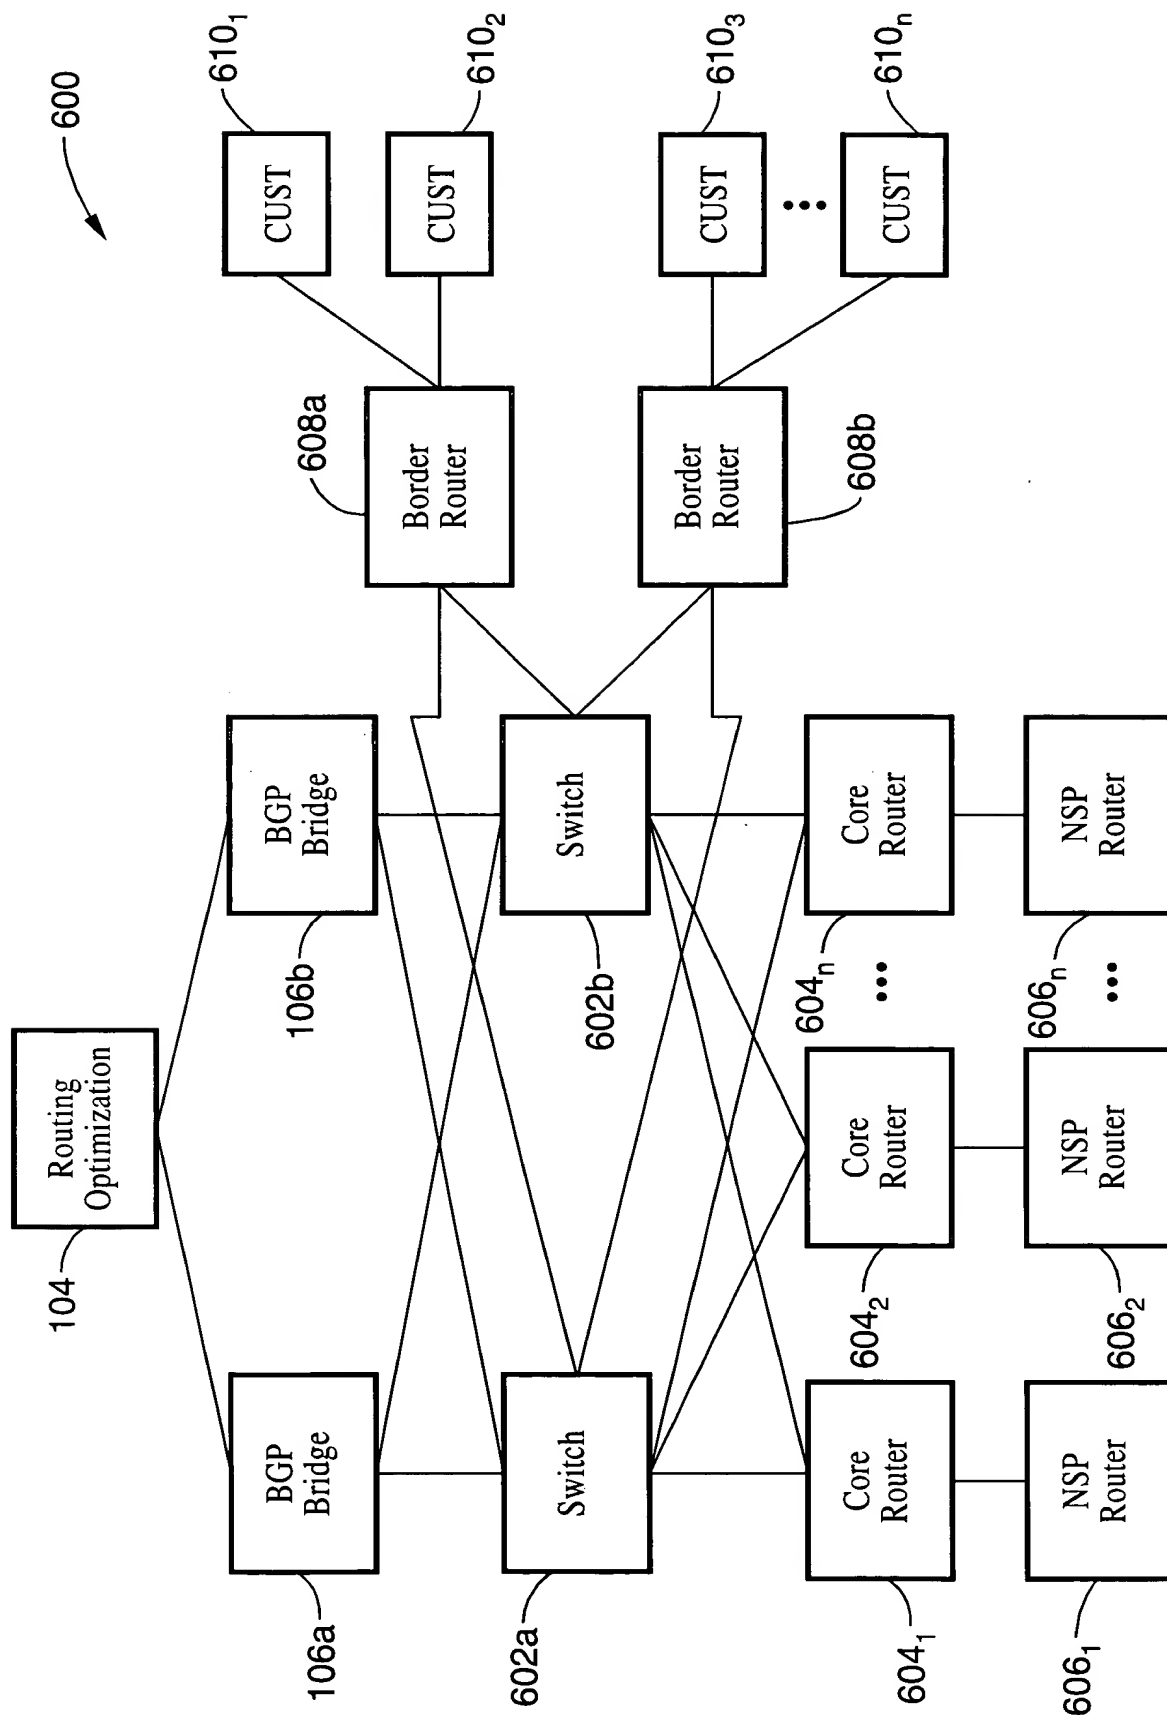 600
104
Routing
Optimization
106a
BGP
Bridge
106b
BGP
Bridge
602a
Switch
602b
Switch
608a
Border
Router
608b
Border
Router
610₁
CUST
610₂
CUST
610₃
CUST
•••
610ₙ
CUST
604₁
Core
Router
604₂
Core
Router
•••
604ₙ
Core
Router
606₁
NSP
Router
606₂
NSP
Router
•••
606ₙ
NSP
Router